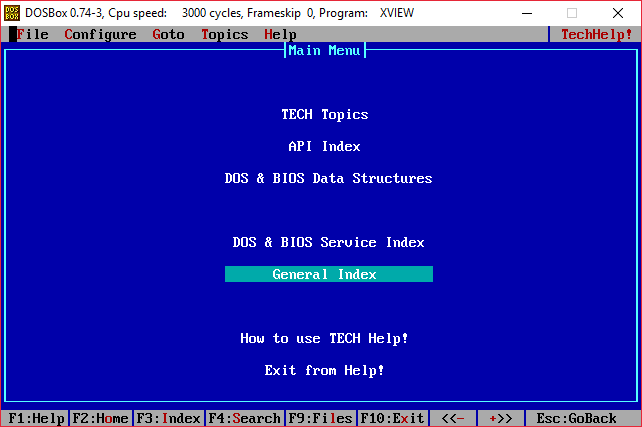 DOS BOX DOSBox 0.74-3, Cpu speed: 3000 cycles, Frameskip 0, Program: XVIEW
File Configure Goto Topics Help TechHelp!
Main Menu
TECH Topics
API Index
DOS & BIOS Data Structures
DOS & BIOS Service Index
General Index
How to use TECH Help!
Exit from Help!
F1:Help F2:Home F3:Index F4:Search F9:Files F10:Exit <<- +>> Esc:GoBack